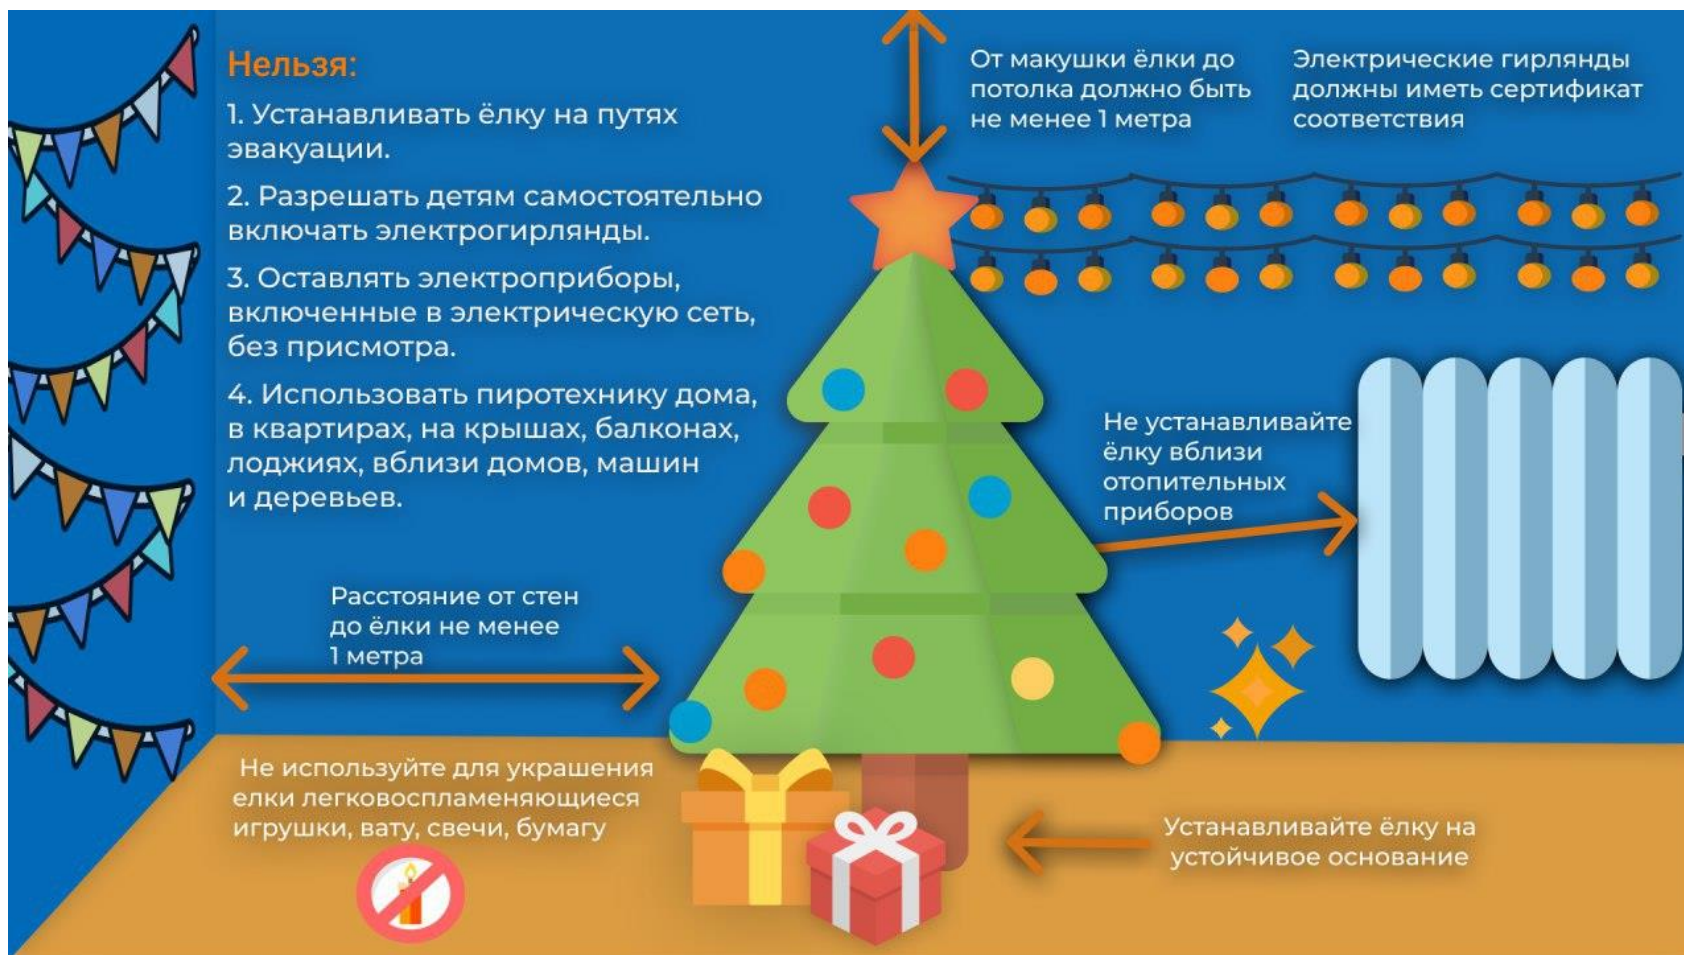 Нельзя:
1. Устанавливать ёлку на путях
эвакуации.
2. Разрешать детям самостоятельно
включать электрогирлянды.
3. Оставлять электроприборы,
включенные в электрическую сеть,
без присмотра.
4. Использовать пиротехнику дома,
в квартирах, на крышах, балконах,
лоджиях, вблизи домов, машин
и деревьев.
От макушки ёлки до
потолка должно быть
не менее 1 метра
Электрические гирлянды
должны иметь сертификат
соответствия
Не устанавливайте
ёлку вблизи
отопительных
приборов
Расстояние от стен
до ёлки не менее
1 метра
Не используйте для украшения
елки легковоспламеняющиеся
игрушки, вату, свечи, бумагу
Устанавливайте ёлку на
устойчивое основание